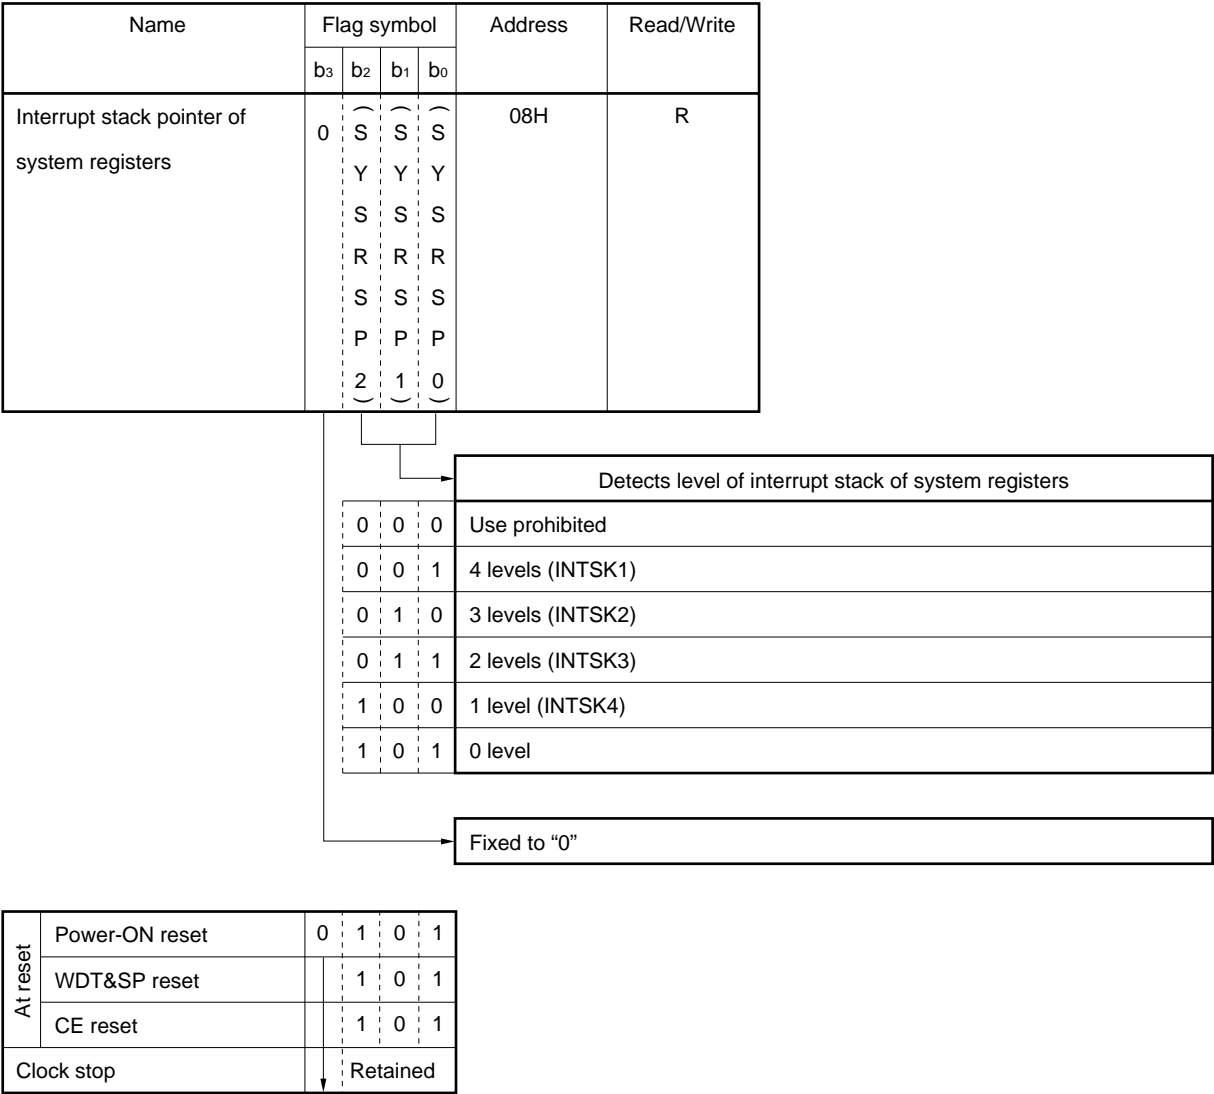 Name Flag symbol Address Read/Write
b3 b2 b1 b0
Interrupt stack pointer of system registers 0 (SYSRSP2) (SYSRSP1) (SYSRSP0) 08H R
Detects level of interrupt stack of system registers
0 0 0 Use prohibited
0 0 1 4 levels (INTSK1)
0 1 0 3 levels (INTSK2)
0 1 1 2 levels (INTSK3)
1 0 0 1 level (INTSK4)
1 0 1 0 level
Fixed to “0”
At reset
Power-ON reset 0 1 0 1
WDT&SP reset 1 0 1
CE reset 1 0 1
Clock stop Retained